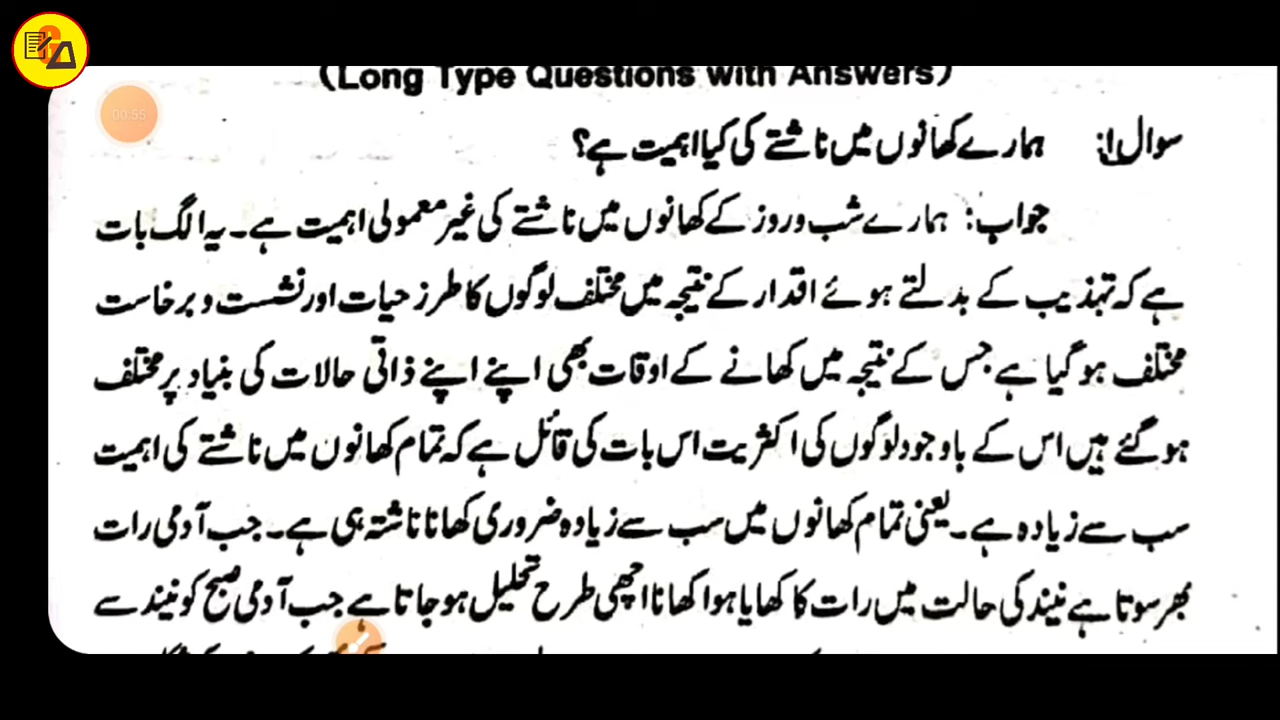 (Long Type Questions with Answers)
00:55
سوال ۱: ہمارے کھانوں میں ناشتے کی کیا اہمیت ہے؟
جواب: ہمارے شب و روز کے کھانوں میں ناشتے کی غیر معمولی اہمیت ہے۔ یہ الگ بات
ہے کہ تہذیب کے بدلتے ہوئے اقدار کے نتیجہ میں مختلف لوگوں کا طرز حیات اور نشست و برخاست
مختلف ہو گیا ہے جس کے نتیجہ میں کھانے کے اوقات بھی اپنے اپنے ذاتی حالات کی بنیاد پر مختلف
ہو گئے ہیں اس کے باوجود لوگوں کی اکثریت اس بات کی قائل ہے کہ تمام کھانوں میں ناشتے کی اہمیت
سب سے زیادہ ہے۔ یعنی تمام کھانوں میں سب سے زیادہ ضروری کھانا ناشتہ ہی ہے۔ جب آدمی رات
بھر سوتا ہے نیند کی حالت میں رات کا کھایا ہوا کھانا اچھی طرح تحلیل ہو جاتا ہے جب آدمی صبح کو نیند سے